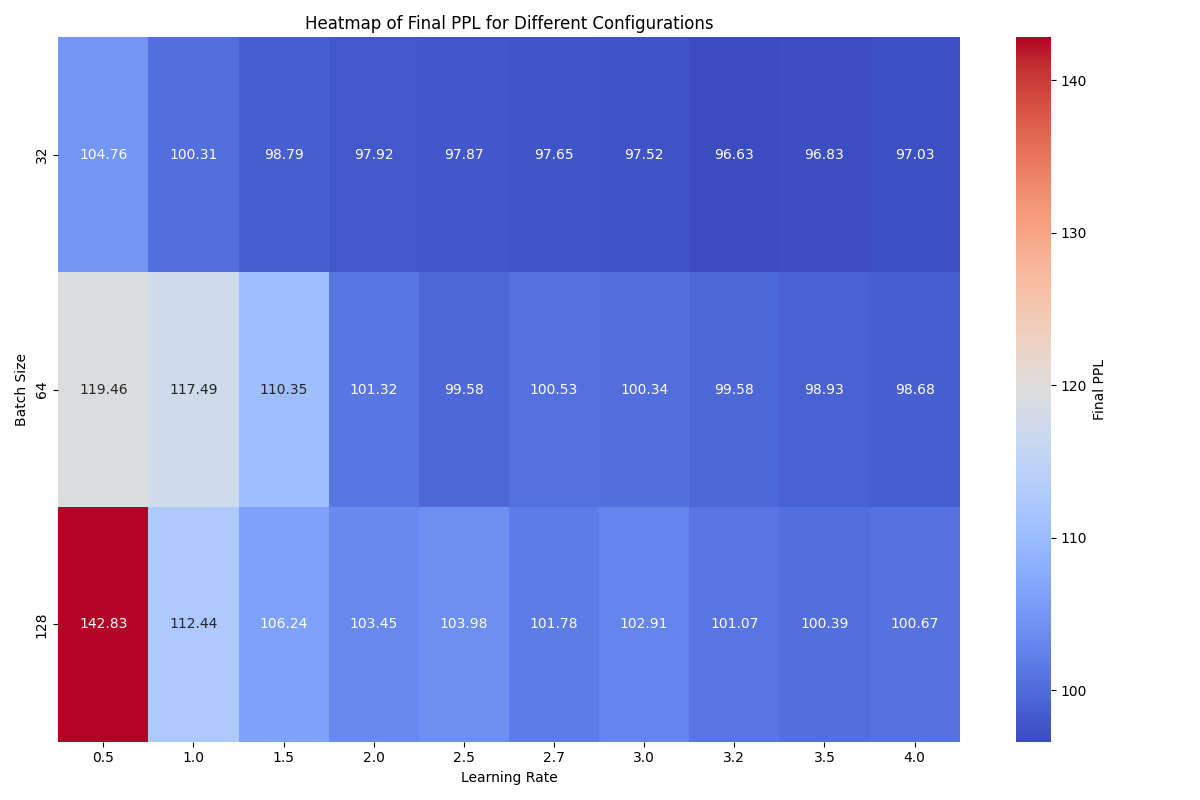 Heatmap of Final PPL for Different Configurations
Batch Size
32
104.76 100.31 98.79 97.92 97.87 97.65 97.52 96.63 96.83 97.03
64
119.46 117.49 110.35 101.32 99.58 100.53 100.34 99.58 98.93 98.68
128
142.83 112.44 106.24 103.45 103.98 101.78 102.91 101.07 100.39 100.67
0.5 1.0 1.5 2.0 2.5 2.7 3.0 3.2 3.5 4.0
Learning Rate
140
130
120
110
100
Final PPL